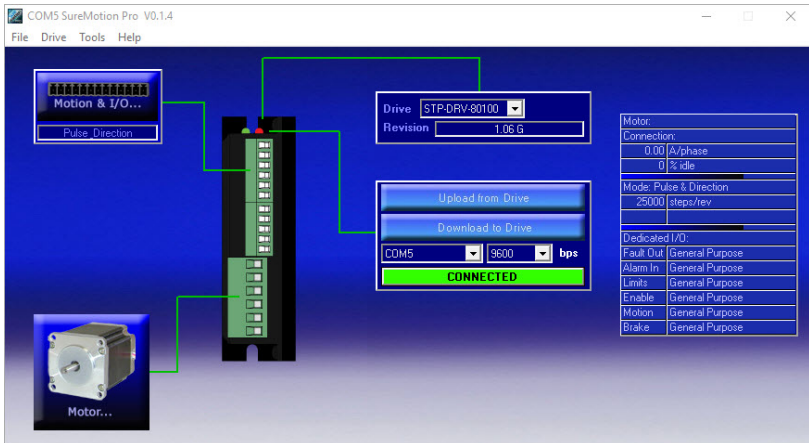 COM5 SureMotion Pro V0.1.4
File Drive Tools Help
Motion & I/O...
Pulse_Direction
Drive STP-DRV-80100
Revision 1.06 G
Upload from Drive
Download to Drive
COM5 9600 bps
CONNECTED
Motor...
Motor:
Connection:
0.00 A/phase
0 % idle
Mode: Pulse & Direction
25000 steps/rev
Dedicated I/O:
Fault Out General Purpose
Alarm In General Purpose
Limits General Purpose
Enable General Purpose
Motion General Purpose
Brake General Purpose